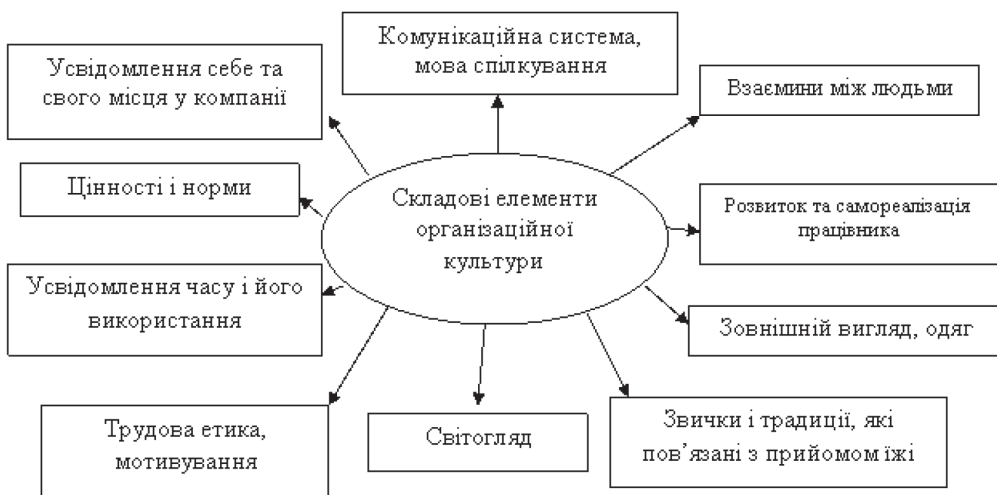 Комунікаційна система,
мова спілкування
Усвідомлення себе та
свого місця у компанії
Взаємини між людьми
Цінності і норми
Складові елементи
організаційної
культури
Розвиток та самореалізація
працівника
Усвідомлення часу і його
використання
Зовнішній вигляд, одяг
Трудова етика,
мотивування
Світогляд
Звички і традиції, які
пов’язані з прийомом їжі